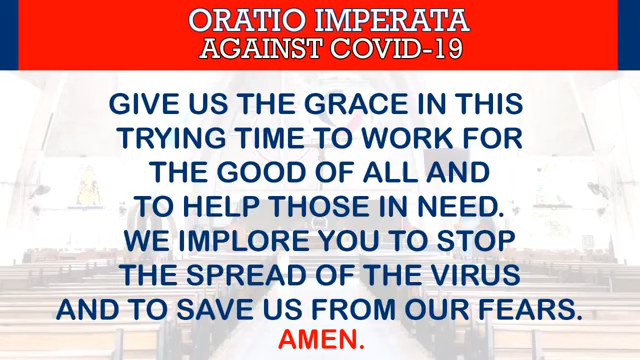 ORATIO IMPERATA
AGAINST COVID-19
GIVE US THE GRACE IN THIS
TRYING TIME TO WORK FOR
THE GOOD OF ALL AND
TO HELP THOSE IN NEED.
WE IMPLORE YOU TO STOP
THE SPREAD OF THE VIRUS
AND TO SAVE US FROM OUR FEARS.
AMEN.